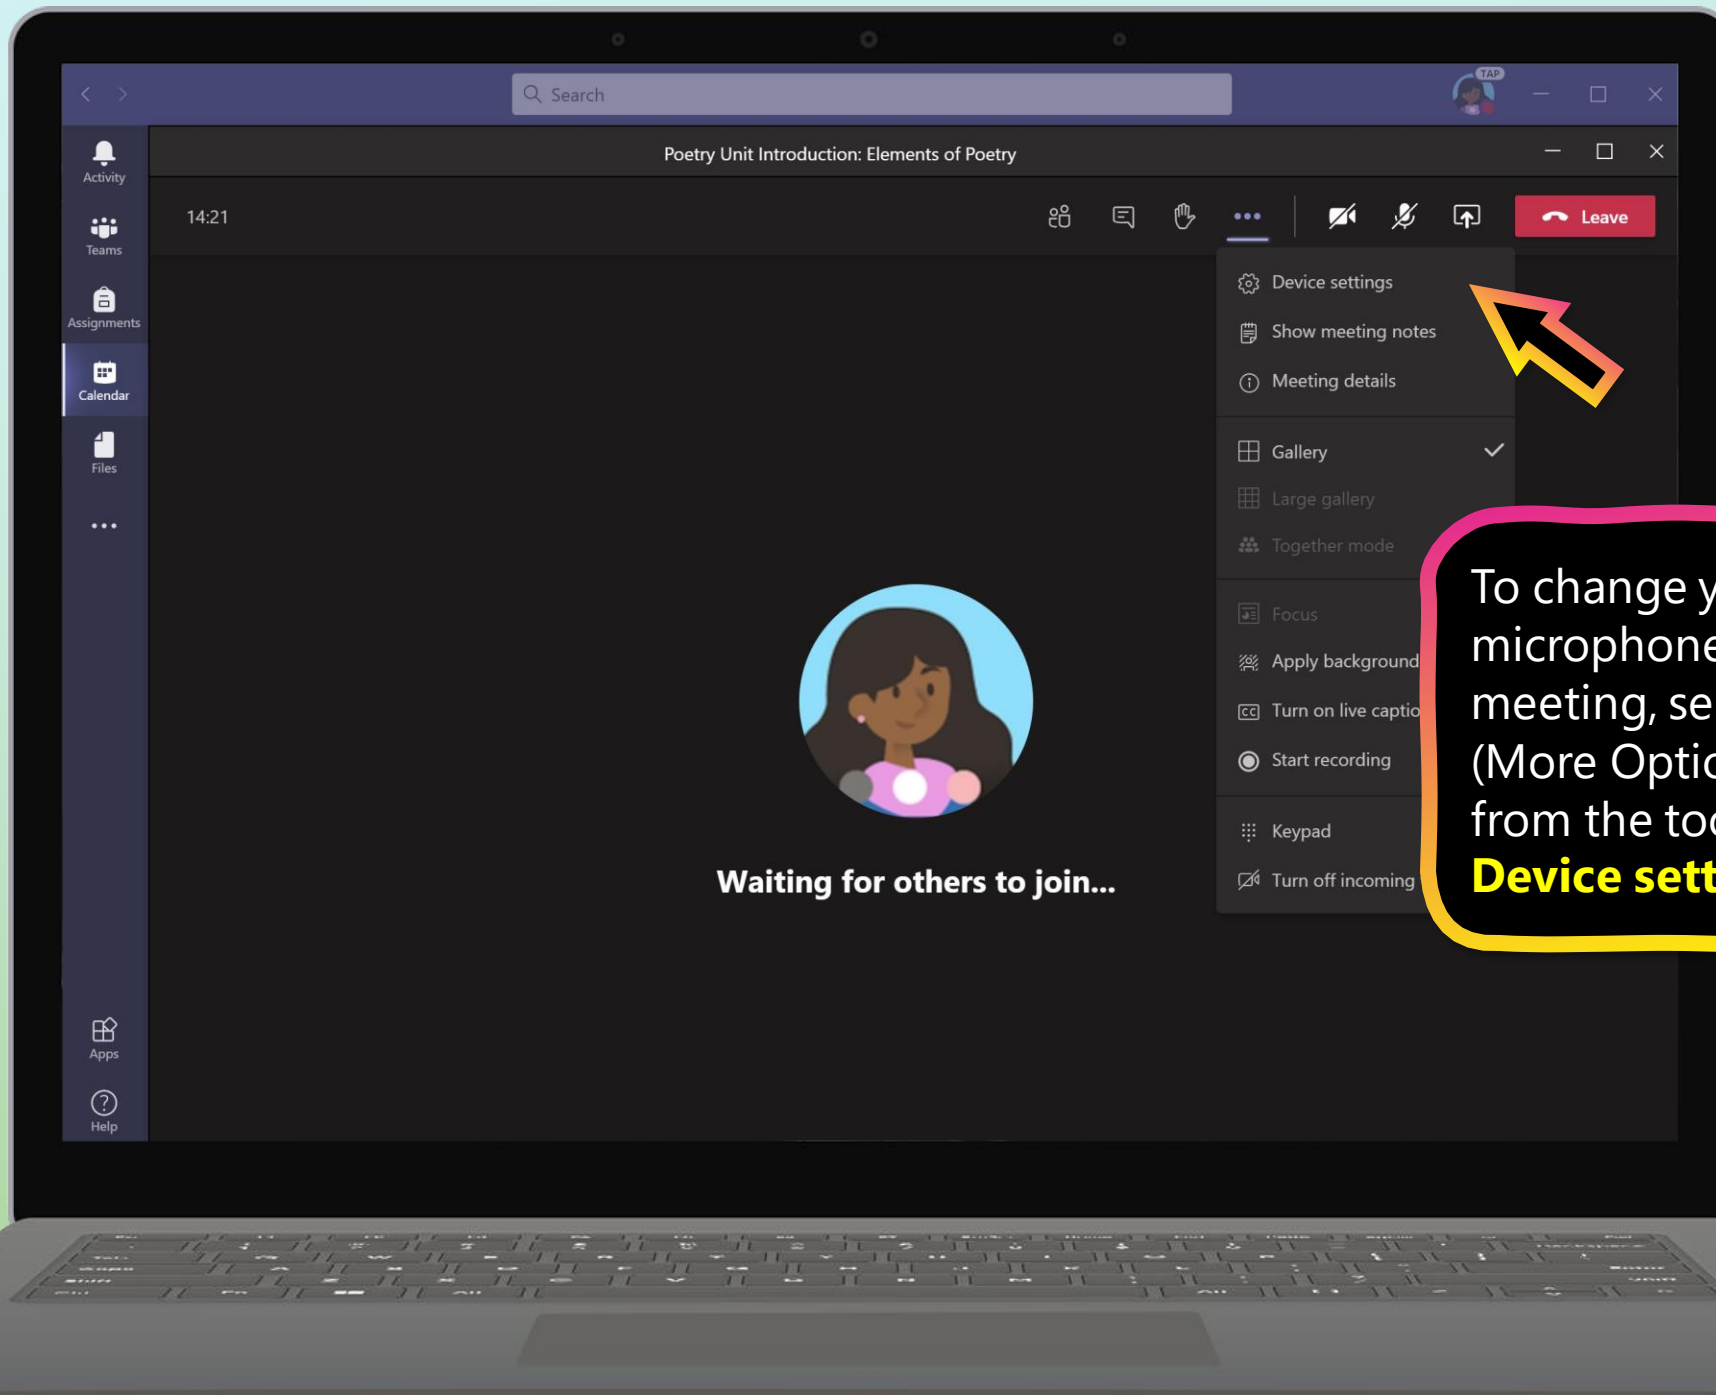 Search
TAP
Activity
Poetry Unit Introduction: Elements of Poetry
14:21
Leave
Teams
Assignments
Calendar
Files
Device settings
Show meeting notes
Meeting details
Gallery
Large gallery
Together mode
Focus
Apply background
Turn on live captio
Start recording
Keypad
Turn off incoming
To change y
microphone
meeting, se
(More Optio
from the too
Device sett
Waiting for others to join...
Apps
Help